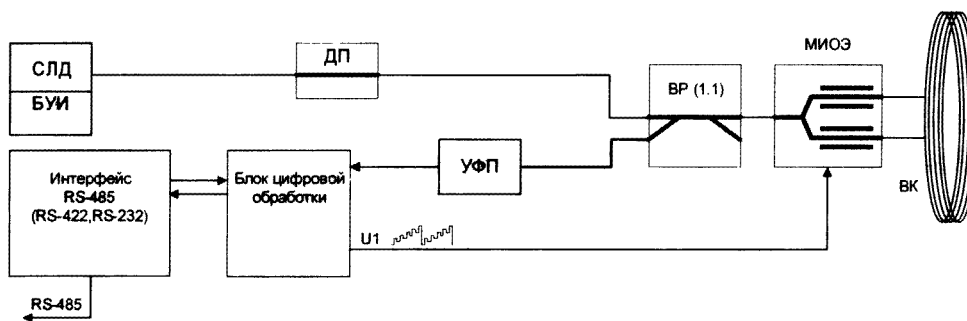 СЛД
БУИ
ДП
ВР (1.1)
МИОЭ
ВК
УФП
Интерфейс
RS-485
(RS-422,RS-232)
Блок цифровой
обработки
U1
RS-485